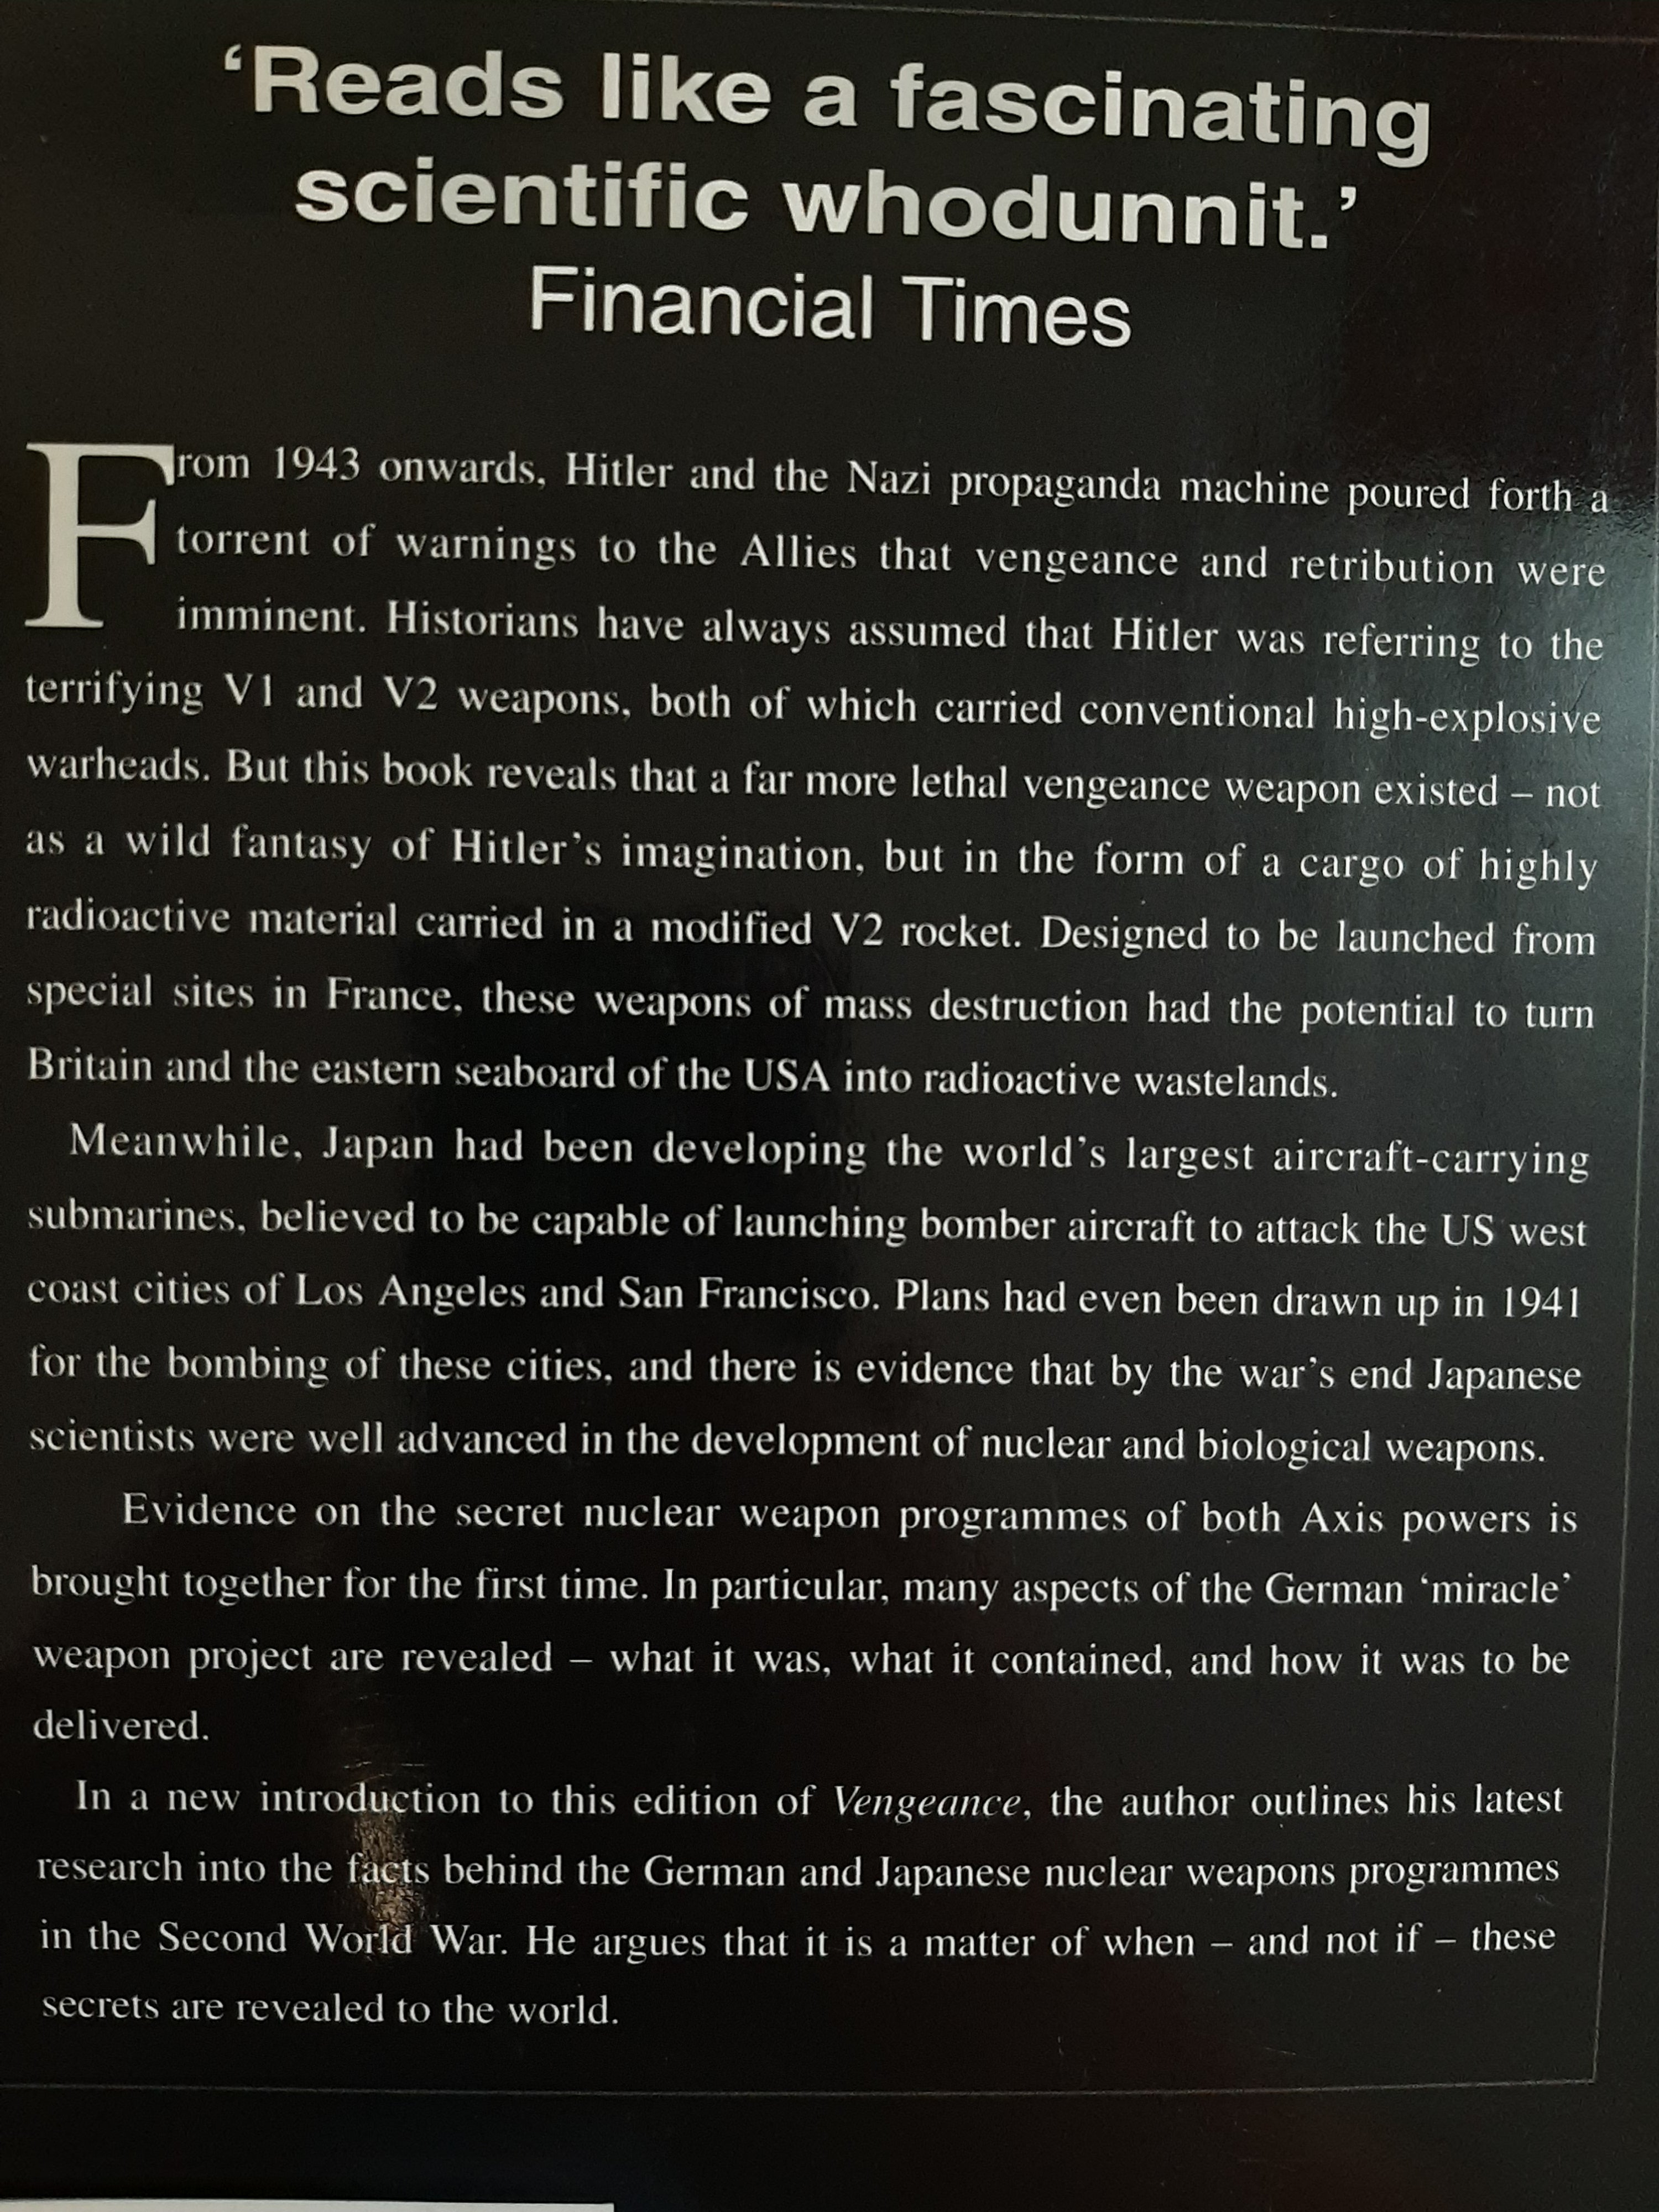 ‘Reads like a fascinating
scientific whodunnit.’
Financial Times
From 1943 onwards, Hitler and the Nazi propaganda machine poured forth a
torrent of warnings to the Allies that vengeance and retribution were
imminent. Historians have always assumed that Hitler was referring to the
terrifying V1 and V2 weapons, both of which carried conventional high-explosive
warheads. But this book reveals that a far more lethal vengeance weapon existed – not
as a wild fantasy of Hitler’s imagination, but in the form of a cargo of highly
radioactive material carried in a modified V2 rocket. Designed to be launched from
special sites in France, these weapons of mass destruction had the potential to turn
Britain and the eastern seaboard of the USA into radioactive wastelands.
Meanwhile, Japan had been developing the world’s largest aircraft-carrying
submarines, believed to be capable of launching bomber aircraft to attack the US west
coast cities of Los Angeles and San Francisco. Plans had even been drawn up in 1941
for the bombing of these cities, and there is evidence that by the war’s end Japanese
scientists were well advanced in the development of nuclear and biological weapons.
Evidence on the secret nuclear weapon programmes of both Axis powers is
brought together for the first time. In particular, many aspects of the German ‘miracle’
weapon project are revealed – what it was, what it contained, and how it was to be
delivered.
In a new introduction to this edition of Vengeance, the author outlines his latest
research into the facts behind the German and Japanese nuclear weapons programmes
in the Second World War. He argues that it is a matter of when – and not if – these
secrets are revealed to the world.